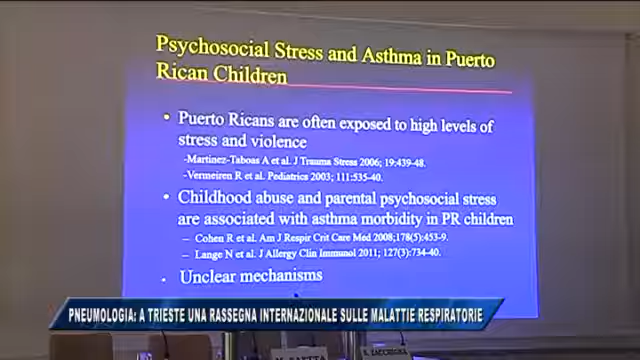 Psychosocial Stress and Asthma in Puerto
Rican Children
• Puerto Ricans are often exposed to high levels of
stress and violence
-Martinez-Taboas A et al. J Trauma Stress 2006; 19:439-48.
-Vermeiren R et al. Pediatrics 2003; 111:535-40.
• Childhood abuse and parental psychosocial stress
are associated with asthma morbidity in PR children
– Cohen R et al. Am J Respir Crit Care Med 2008;178(5):453-9.
– Lange N et al. J Allergy Clin Immunol 2011; 127(3):734-40.
• Unclear mechanisms
PNEUMOLOGIA: A TRIESTE UNA RASSEGNA INTERNAZIONALE SULLE MALATTIE RESPIRATORIE